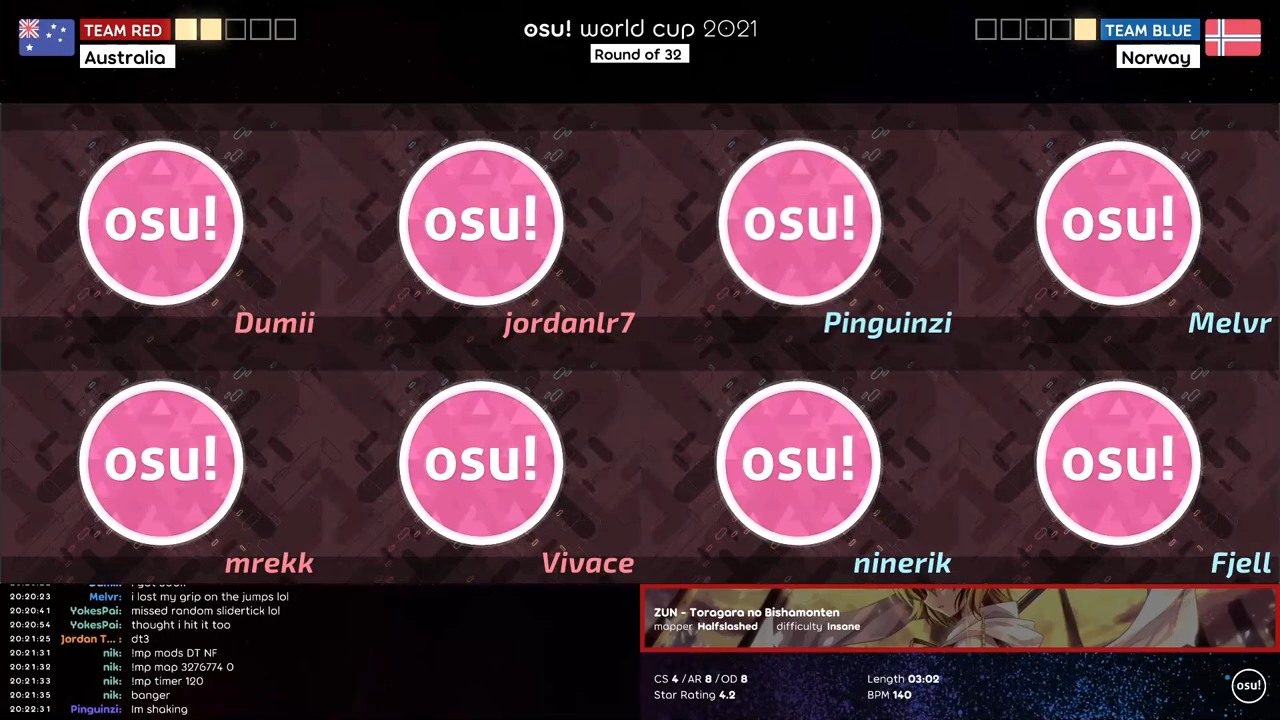 TEAM RED
Australia
osu! world cup 2021
Round of 32
TEAM BLUE
Norway
osu!
osu!
osu!
osu!
Dumii
jordanlr7
Pinguinzi
Melvr
osu!
osu!
osu!
osu!
mrekk
Vivace
ninerik
Fjell
20:20:23 Melvr: i lost my grip on the jumps lol
20:20:41 YokesPai: missed random slidertick lol
20:20:54 YokesPai: thought i hit it too
20:21:25 Jordan T... : dt3
20:21:31 nik: !mp mods DT NF
20:21:32 nik: !mp map 3276774 0
20:21:33 nik: !mp timer 120
20:21:35 nik: banger
20:22:31 Pinguinzi: Im shaking
ZUN - Toragara no Bishamonten
mapper Halfslashed difficulty Insane
CS 4 / AR 8 / OD 8
Star Rating 4.2
Length 03:02
BPM 140
osu!